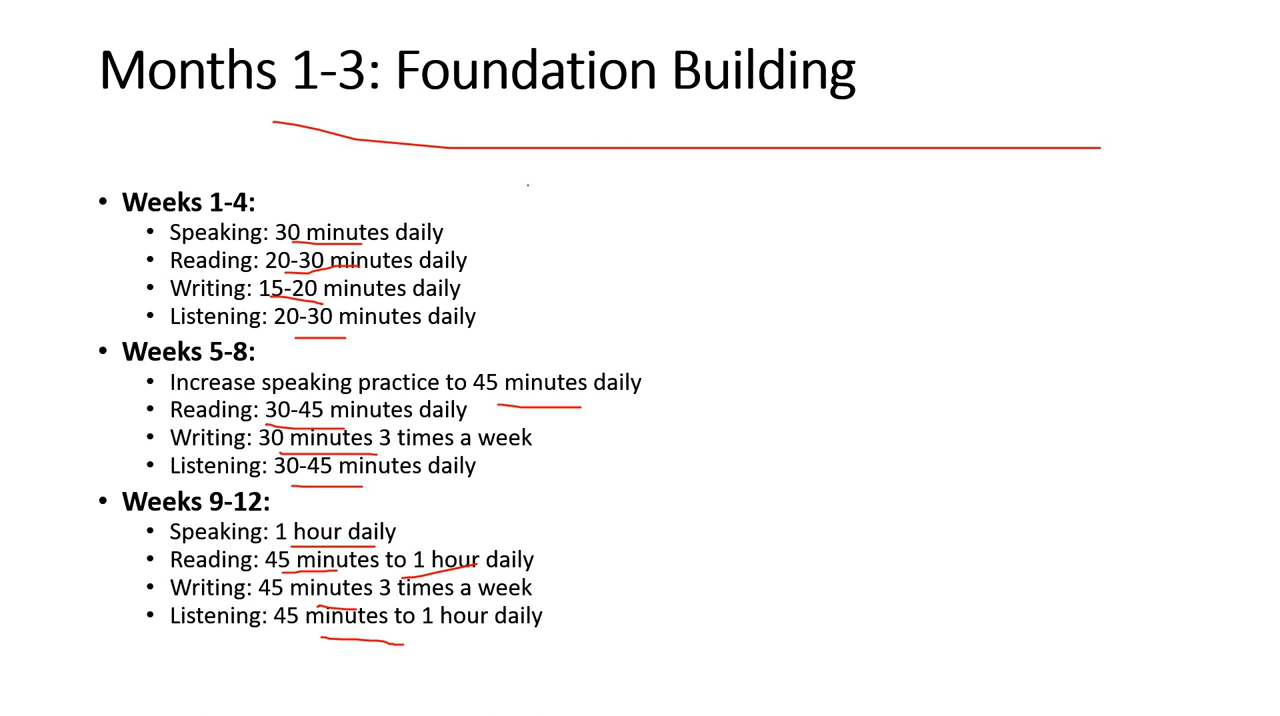 Months 1-3: Foundation Building
• Weeks 1-4:
• Speaking: 30 minutes daily
• Reading: 20-30 minutes daily
• Writing: 15-20 minutes daily
• Listening: 20-30 minutes daily
• Weeks 5-8:
• Increase speaking practice to 45 minutes daily
• Reading: 30-45 minutes daily
• Writing: 30 minutes 3 times a week
• Listening: 30-45 minutes daily
• Weeks 9-12:
• Speaking: 1 hour daily
• Reading: 45 minutes to 1 hour daily
• Writing: 45 minutes 3 times a week
• Listening: 45 minutes to 1 hour daily